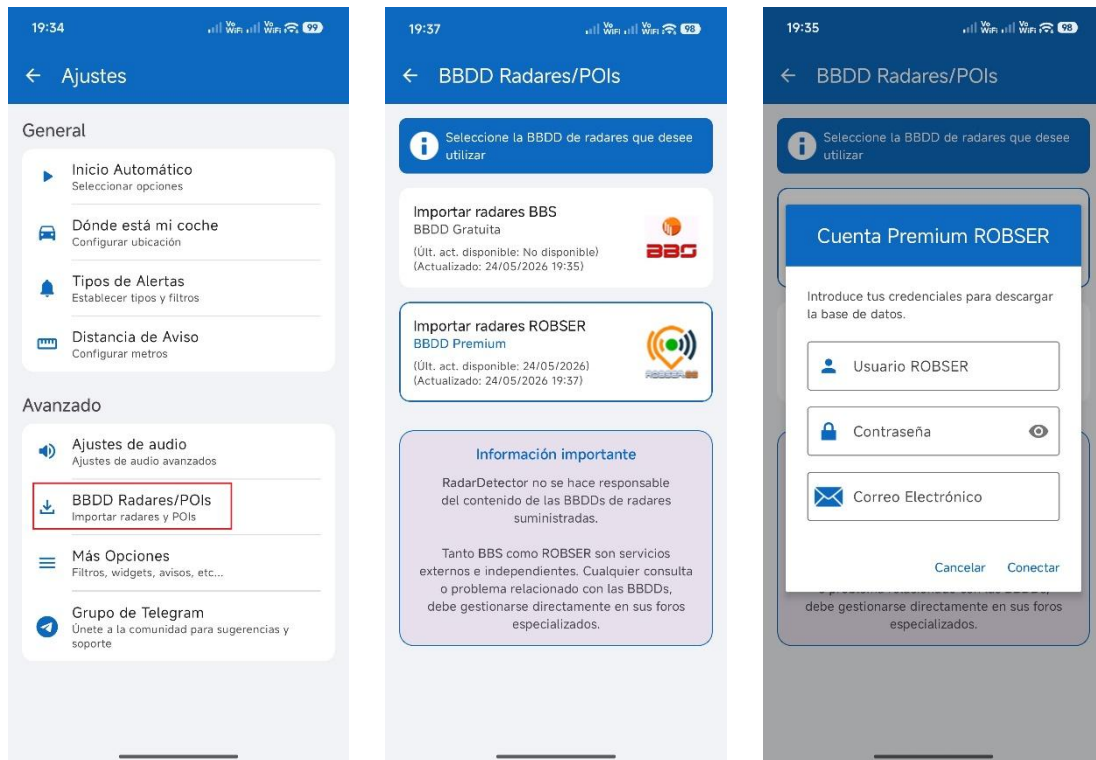 19:34
Vo WiFi Vo WiFi 99
Ajustes
General
Inicio Automático
Seleccionar opciones
Dónde está mi coche
Configurar ubicación
Tipos de Alertas
Establecer tipos y filtros
Distancia de Aviso
Configurar metros
Avanzado
Ajustes de audio
Ajustes de audio avanzados
BBDD Radares/POIs
Importar radares y POIs
Más Opciones
Filtros, widgets, avisos, etc...
Grupo de Telegram
Únete a la comunidad para sugerencias y
soporte
19:37
Vo WiFi Vo WiFi 98
BBDD Radares/POIs
Seleccione la BBDD de radares que desee
utilizar
Importar radares BBS
BBDD Gratuita
(Últ. act. disponible: No disponible)
(Actualizado: 24/05/2026 19:35)
BBS
Importar radares ROBSER
BBDD Premium
(Últ. act. disponible: 24/05/2026)
(Actualizado: 24/05/2026 19:37)
Información importante
RadarDetector no se hace responsable
del contenido de las BBDDs de radares
suministradas.
Tanto BBS como ROBSER son servicios
externos e independientes. Cualquier consulta
o problema relacionado con las BBDDs,
debe gestionarse directamente en sus foros
especializados.
19:35
Vo WiFi Vo WiFi 98
BBDD Radares/POIs
Seleccione la BBDD de radares que desee
utilizar
Cuenta Premium ROBSER
Introduce tus credenciales para descargar
la base de datos.
Usuario ROBSER
Contraseña
Correo Electrónico
Cancelar Conectar
debe gestionarse directamente en sus foros
especializados.